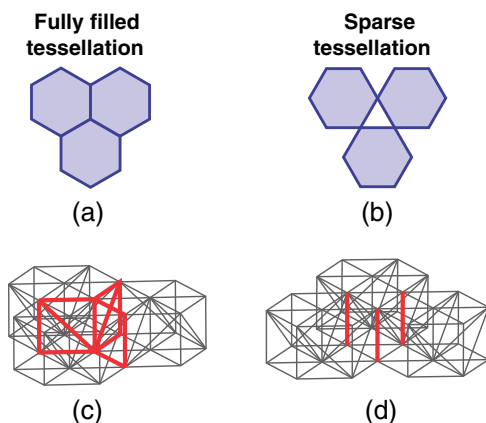 Fully filled
tessellation
Sparse
tessellation
(a)
(b)
(c)
(d)